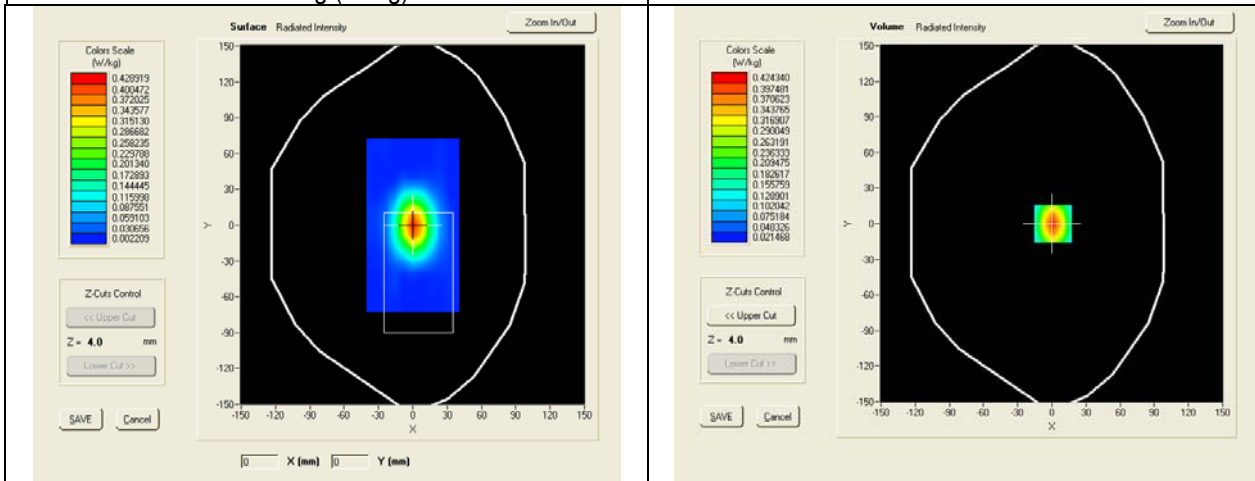 Surface Radiated Intensity
Zoom In/Out
Colors Scale
(W/kg)
0.428919
0.400472
0.372025
0.343577
0.315130
0.286682
0.258235
0.229788
0.201340
0.172893
0.144445
0.115998
0.087551
0.059103
0.030656
0.002209
150
120
90
60
30
0
-30
-60
-90
-120
-150
Y
-150 -120 -90 -60 -30 0 30 60 90 120 150
X
Z-Cuts Control
<< Upper Cut
Z = 4.0 mm
Lower Cut >>
SAVE Cancel
0 X (mm) 0 Y (mm)
Volume Radiated Intensity
Zoom In/Out
Colors Scale
(W/kg)
0.424340
0.397481
0.370623
0.343765
0.316907
0.290049
0.263191
0.236333
0.209475
0.182617
0.155759
0.128901
0.102042
0.075184
0.048326
0.021468
150
120
90
60
30
0
-30
-60
-90
-120
-150
Y
-150 -120 -90 -60 -30 0 30 60 90 120 150
X
Z-Cuts Control
<< Upper Cut
Z = 4.0 mm
Lower Cut >>
SAVE Cancel